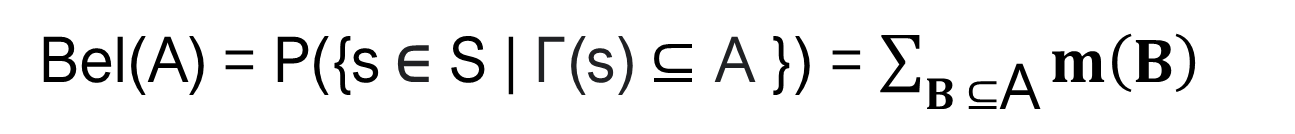 Bel(A) = P({s ∈ S | Γ(s) ⊆ A }) = ∑_{B ⊆A} m(B)